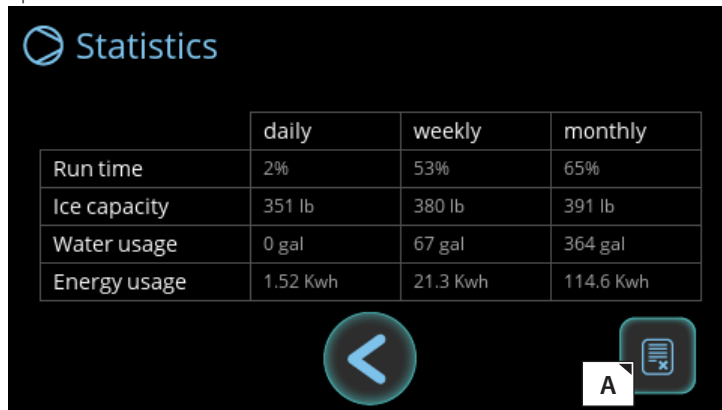 Statistics
daily weekly monthly
Run time 2% 53% 65%
Ice capacity 351 lb 380 lb 391 lb
Water usage 0 gal 67 gal 364 gal
Energy usage 1.52 Kwh 21.3 Kwh 114.6 Kwh
A